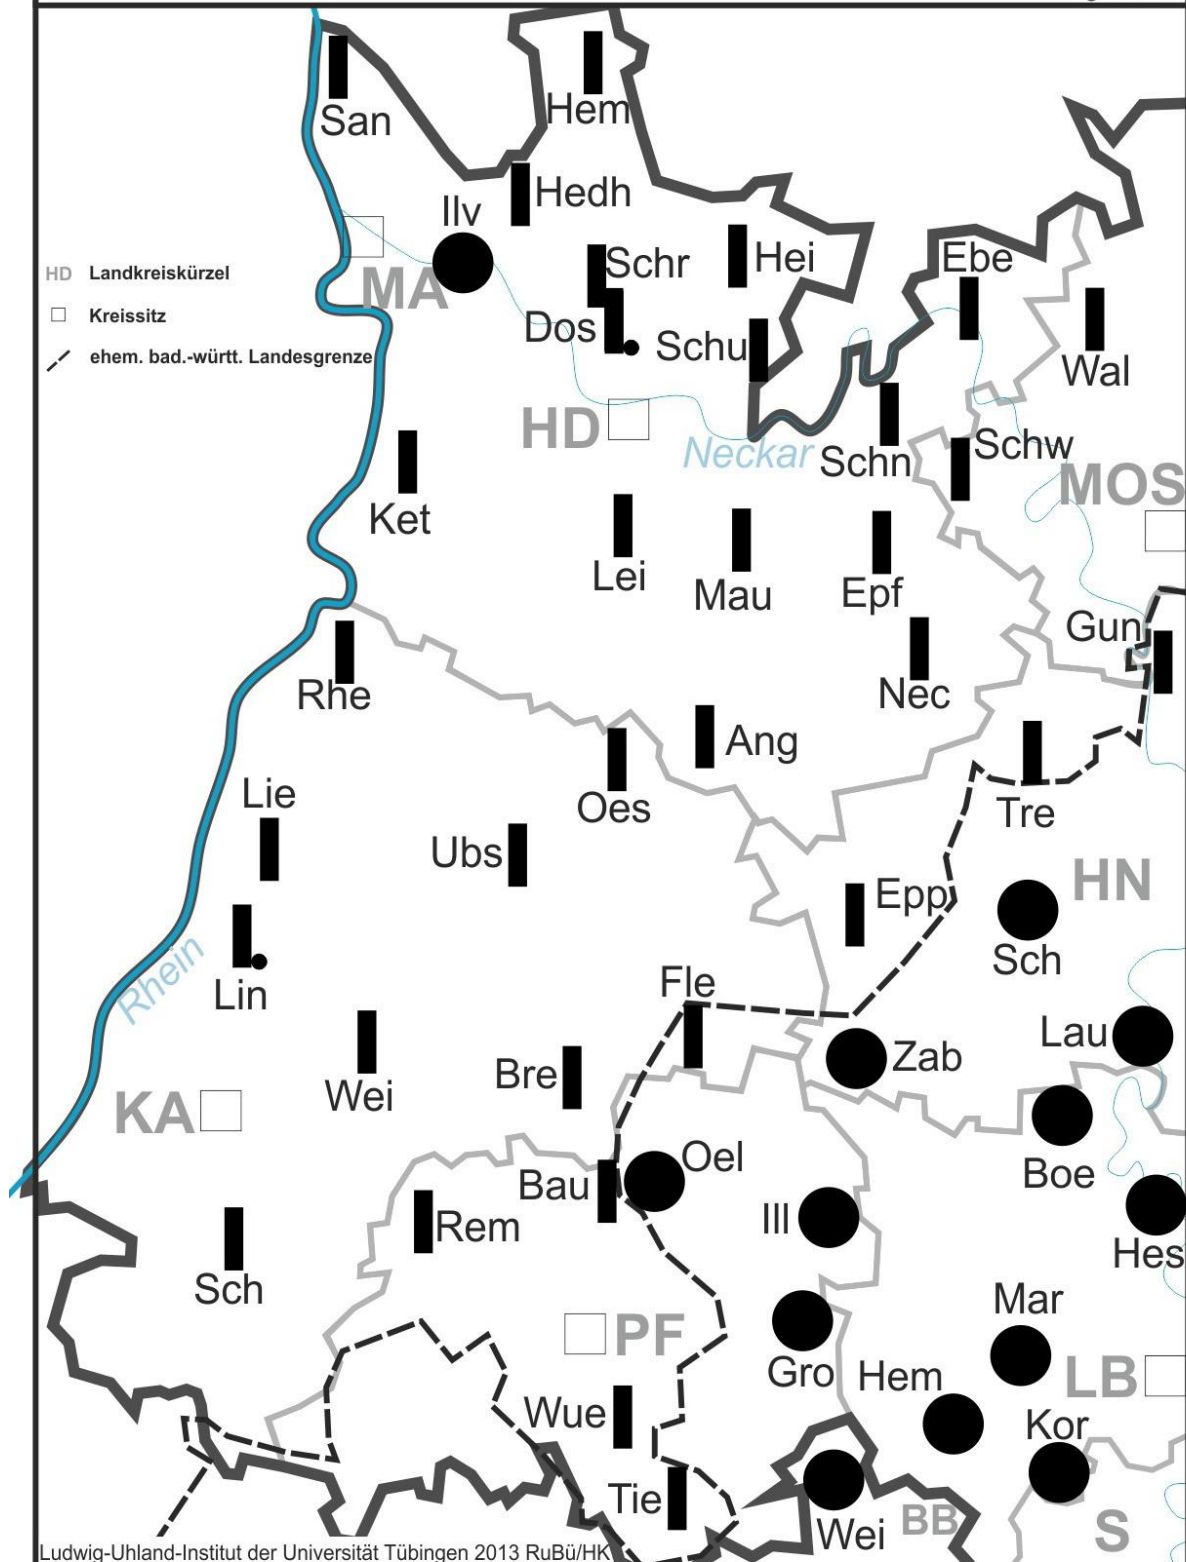 San
Hem
Hedh
Ilv
Schr
Hei
Ebe
HD Landkreiskürzel
MA
Kreissitz
Dos
Schu
ehem. bad.-württ. Landesgrenze
Wal
HD
Neckar
Schn
Schw
MOS
Ket
Lei
Mau
Epf
Gun
Rhe
Nec
Ang
Oes
Lie
Tre
Ubs
Epp
HN
Sch
Rhein
Lin
Fle
Lau
Zab
Wei
Bre
KA
Boe
Oel
Bau
Ill
Rem
Hes
Sch
Mar
PF
Gro
Hem
LB
Wue
Kor
Tie
Wei
BB
S
Ludwig-Uhland-Institut der Universität Tübingen 2013 RuBü/HK